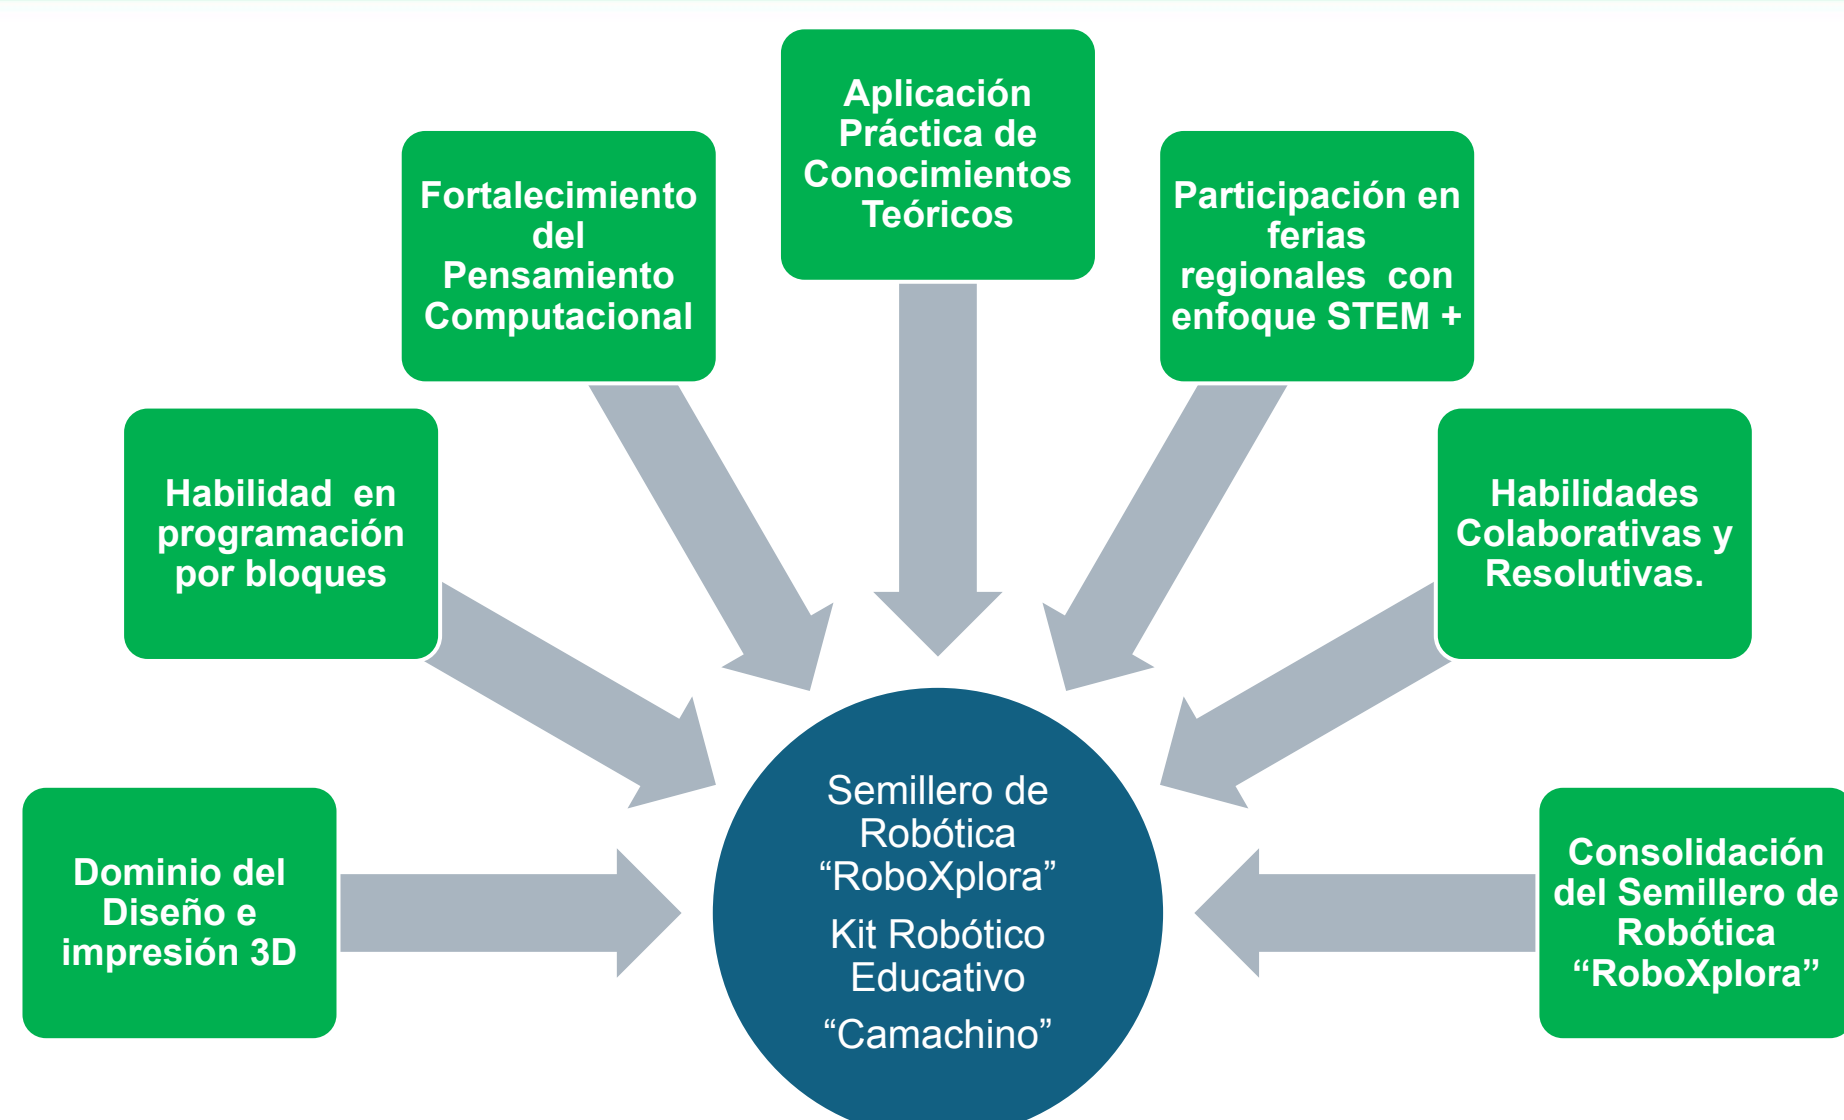 Aplicación
Práctica de
Conocimientos
Teóricos
Fortalecimiento
del
Pensamiento
Computacional
Participación en
ferias
regionales  con
enfoque STEM +
Habilidad  en
programación
por bloques
Habilidades
Colaborativas y
Resolutivas.
Dominio del
Diseño e
impresión 3D
Semillero de
Robótica
“RoboXplora”
Kit Robótico
Educativo
“Camachino”
Consolidación
del Semillero de
Robótica
“RoboXplora”